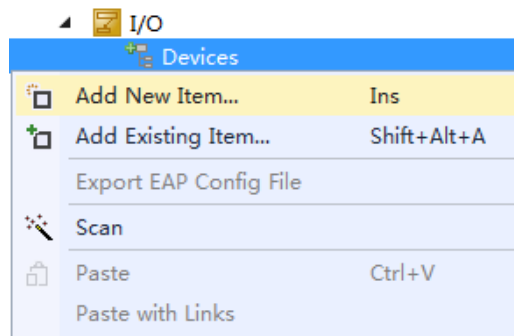 I/O
Devices
Add New Item... Ins
Add Existing Item... Shift+Alt+A
Export EAP Config File
Scan
Paste Ctrl+V
Paste with Links